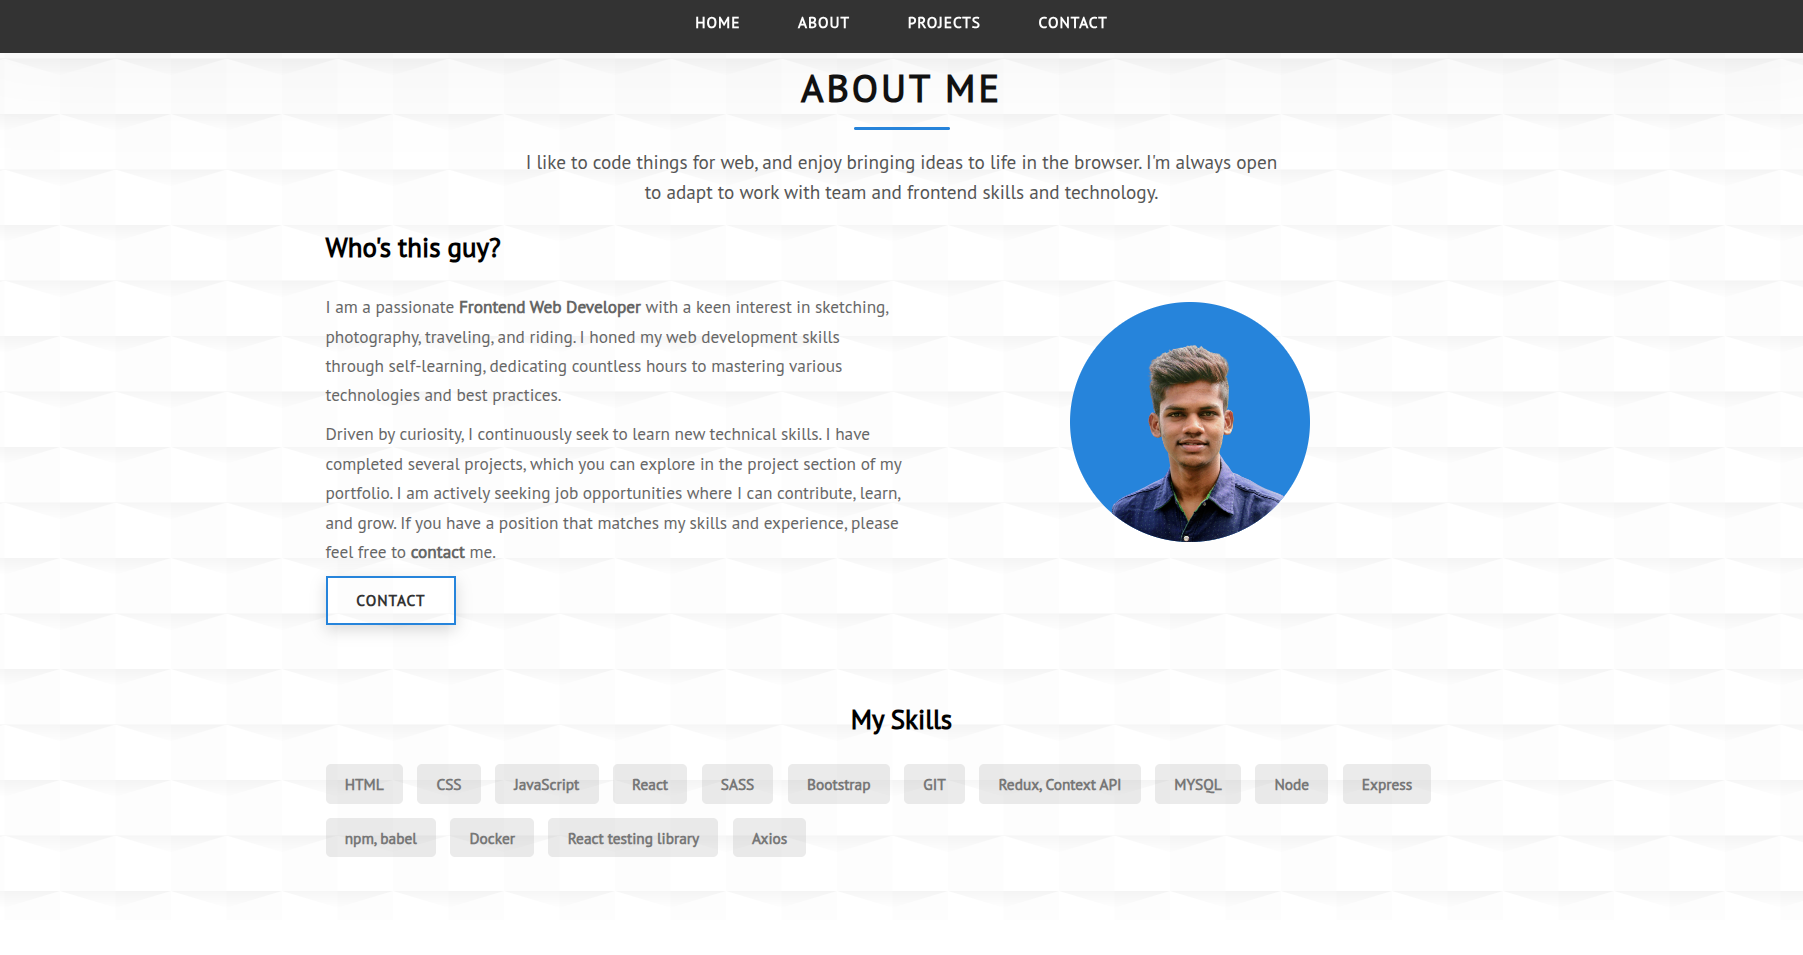 HOME ABOUT PROJECTS CONTACT
ABOUT ME
I like to code things for web, and enjoy bringing ideas to life in the browser. I'm always open
to adapt to work with team and frontend skills and technology.
Who's this guy?
I am a passionate Frontend Web Developer with a keen interest in sketching,
photography, traveling, and riding. I honed my web development skills
through self-learning, dedicating countless hours to mastering various
technologies and best practices.
Driven by curiosity, I continuously seek to learn new technical skills. I have
completed several projects, which you can explore in the project section of my
portfolio. I am actively seeking job opportunities where I can contribute, learn,
and grow. If you have a position that matches my skills and experience, please
feel free to contact me.
CONTACT
My Skills
HTML CSS JavaScript React SASS Bootstrap GIT Redux, Context API MYSQL Node Express
npm, babel Docker React testing library Axios